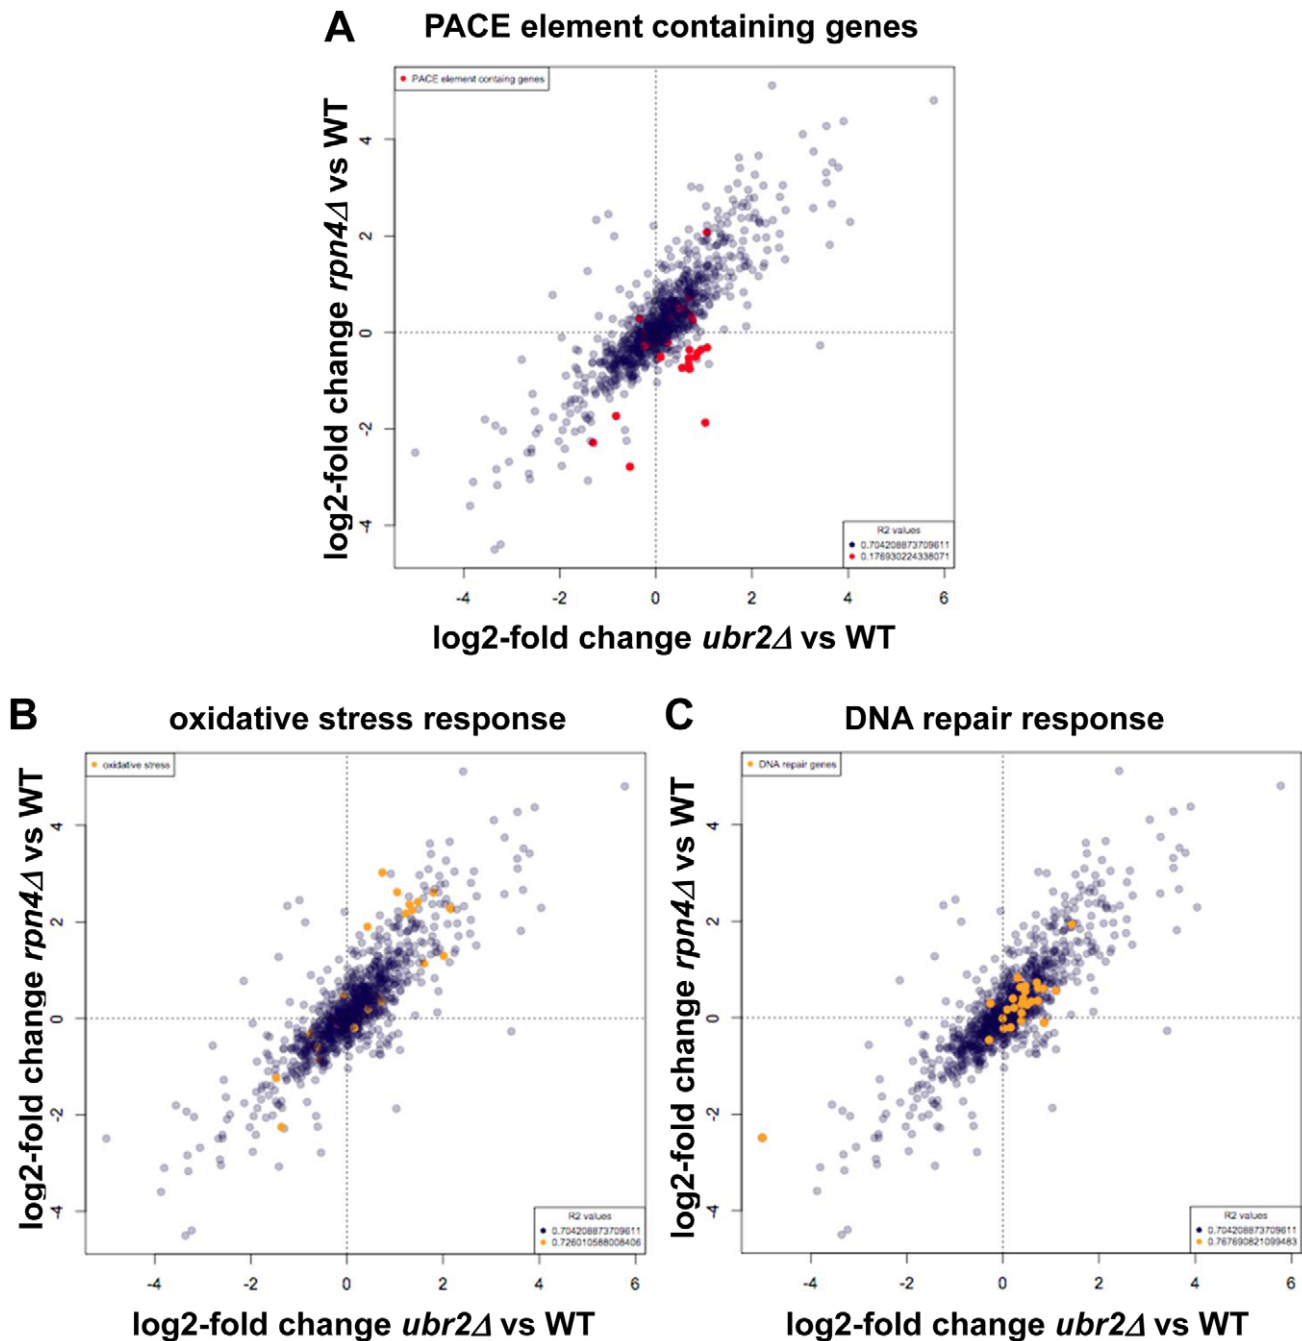 A PACE element containing genes
PACE element containg genes
log2-fold change rpn4Δ vs WT
4
2
0
-2
-4
R2 values
0.704208873709611
0.176930224338071
-4 -2 0 2 4 6
log2-fold change ubr2Δ vs WT
B oxidative stress response
oxidative stress
log2-fold change rpn4Δ vs WT
4
2
0
-2
-4
R2 values
0.704208873709611
0.726010588008406
-4 -2 0 2 4 6
log2-fold change ubr2Δ vs WT
C DNA repair response
DNA repair genes
log2-fold change rpn4Δ vs WT
4
2
0
-2
-4
R2 values
0.704208873709611
0.767690821099483
-4 -2 0 2 4 6
log2-fold change ubr2Δ vs WT